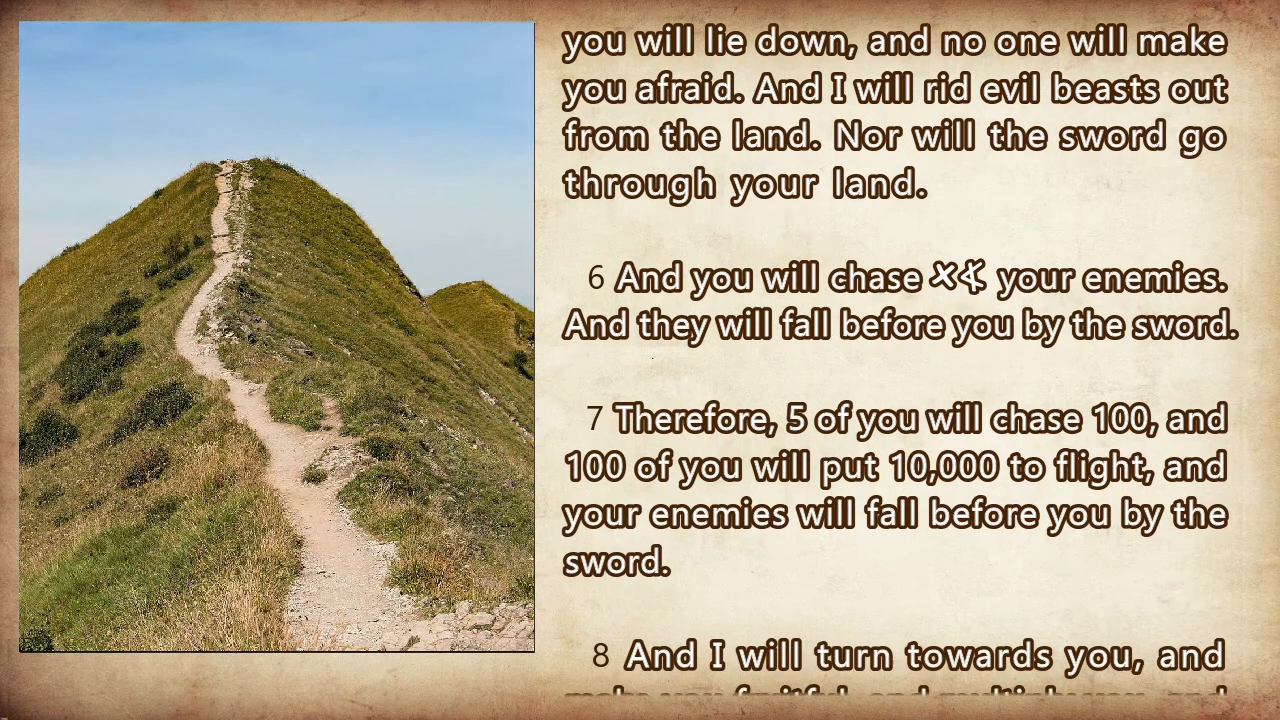 you will lie down, and no one will make
you afraid. And I will rid evil beasts out
from the land. Nor will the sword go
through your land.
6 And you will chase 𐤕𐤀 your enemies.
And they will fall before you by the sword.
7 Therefore, 5 of you will chase 100, and
100 of you will put 10,000 to flight, and
your enemies will fall before you by the
sword.
8 And I will turn towards you, and